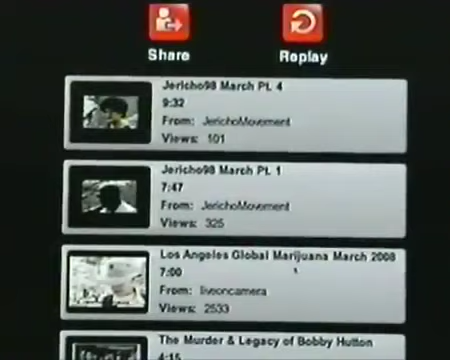 Share
Replay
Jericho98 March Pt. 4
9:32
From: JerichoMovement
Views: 101
Jericho98 March Pt. 1
7:47
From: JerichoMovement
Views: 325
Los Angeles Global Marijuana March 2008
7:00
From: liveoncamera
Views: 2533
The Murder & Legacy of Bobby Hutton
4:15